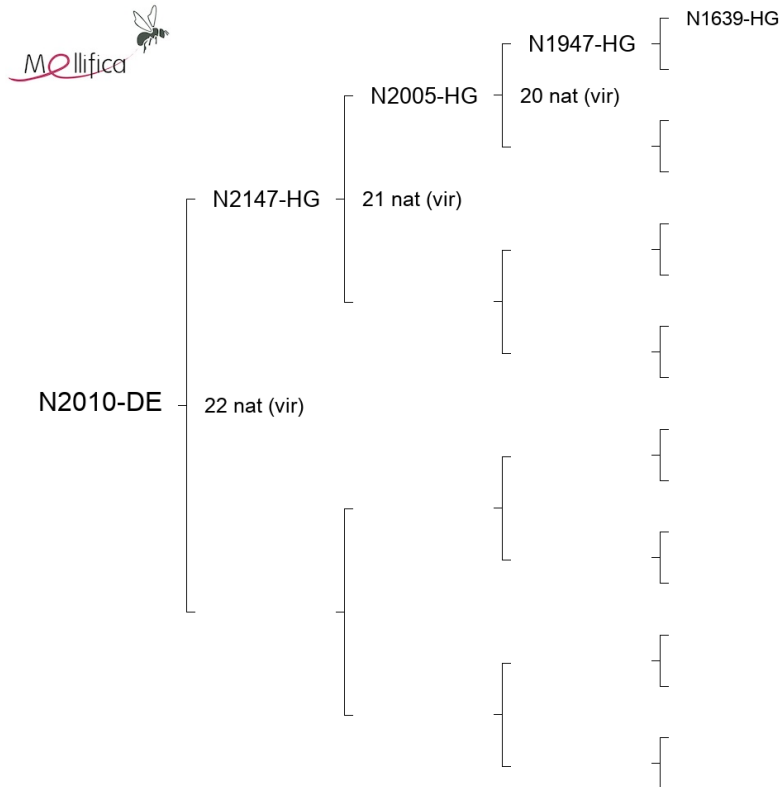 Mellifica
N1639-HG
N1947-HG
N2005-HG
20 nat (vir)
N2147-HG
21 nat (vir)
N2010-DE
22 nat (vir)